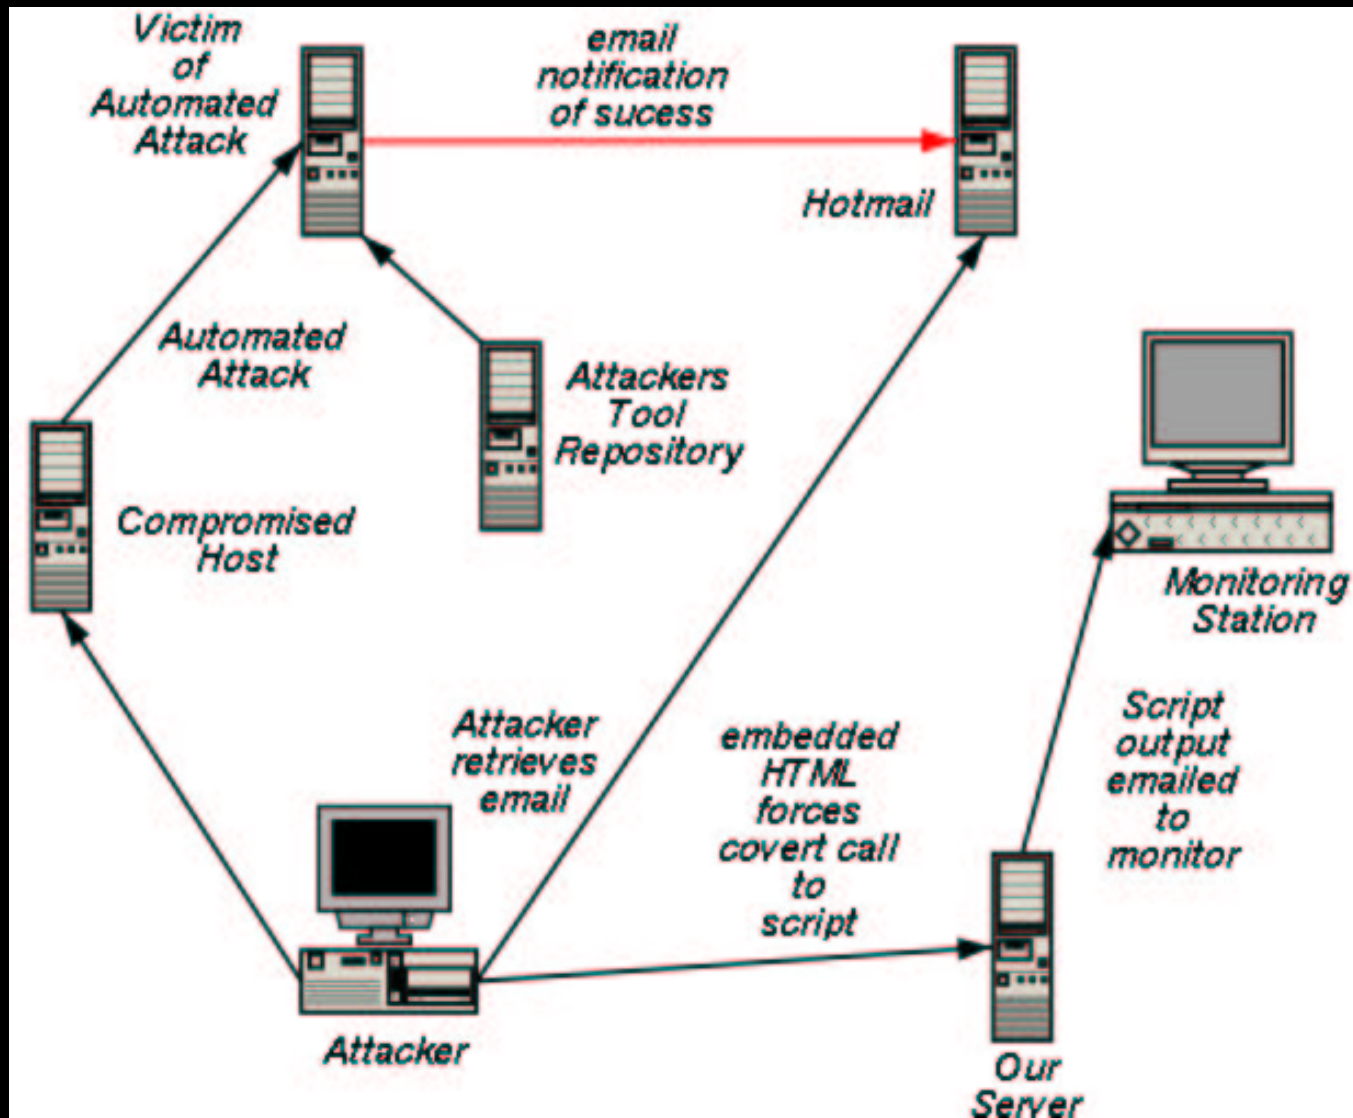 Victim
of
Automated
Attack
email
notification
of sucess
Hotmail
Automated
Attack
Attackers
Tool
Repository
Compromised
Host
Monitoring
Station
Attacker
retrieves
email
embedded
HTML
forces
covert call
to
script
Script
output
emailed
to
monitor
Attacker
Our
Server